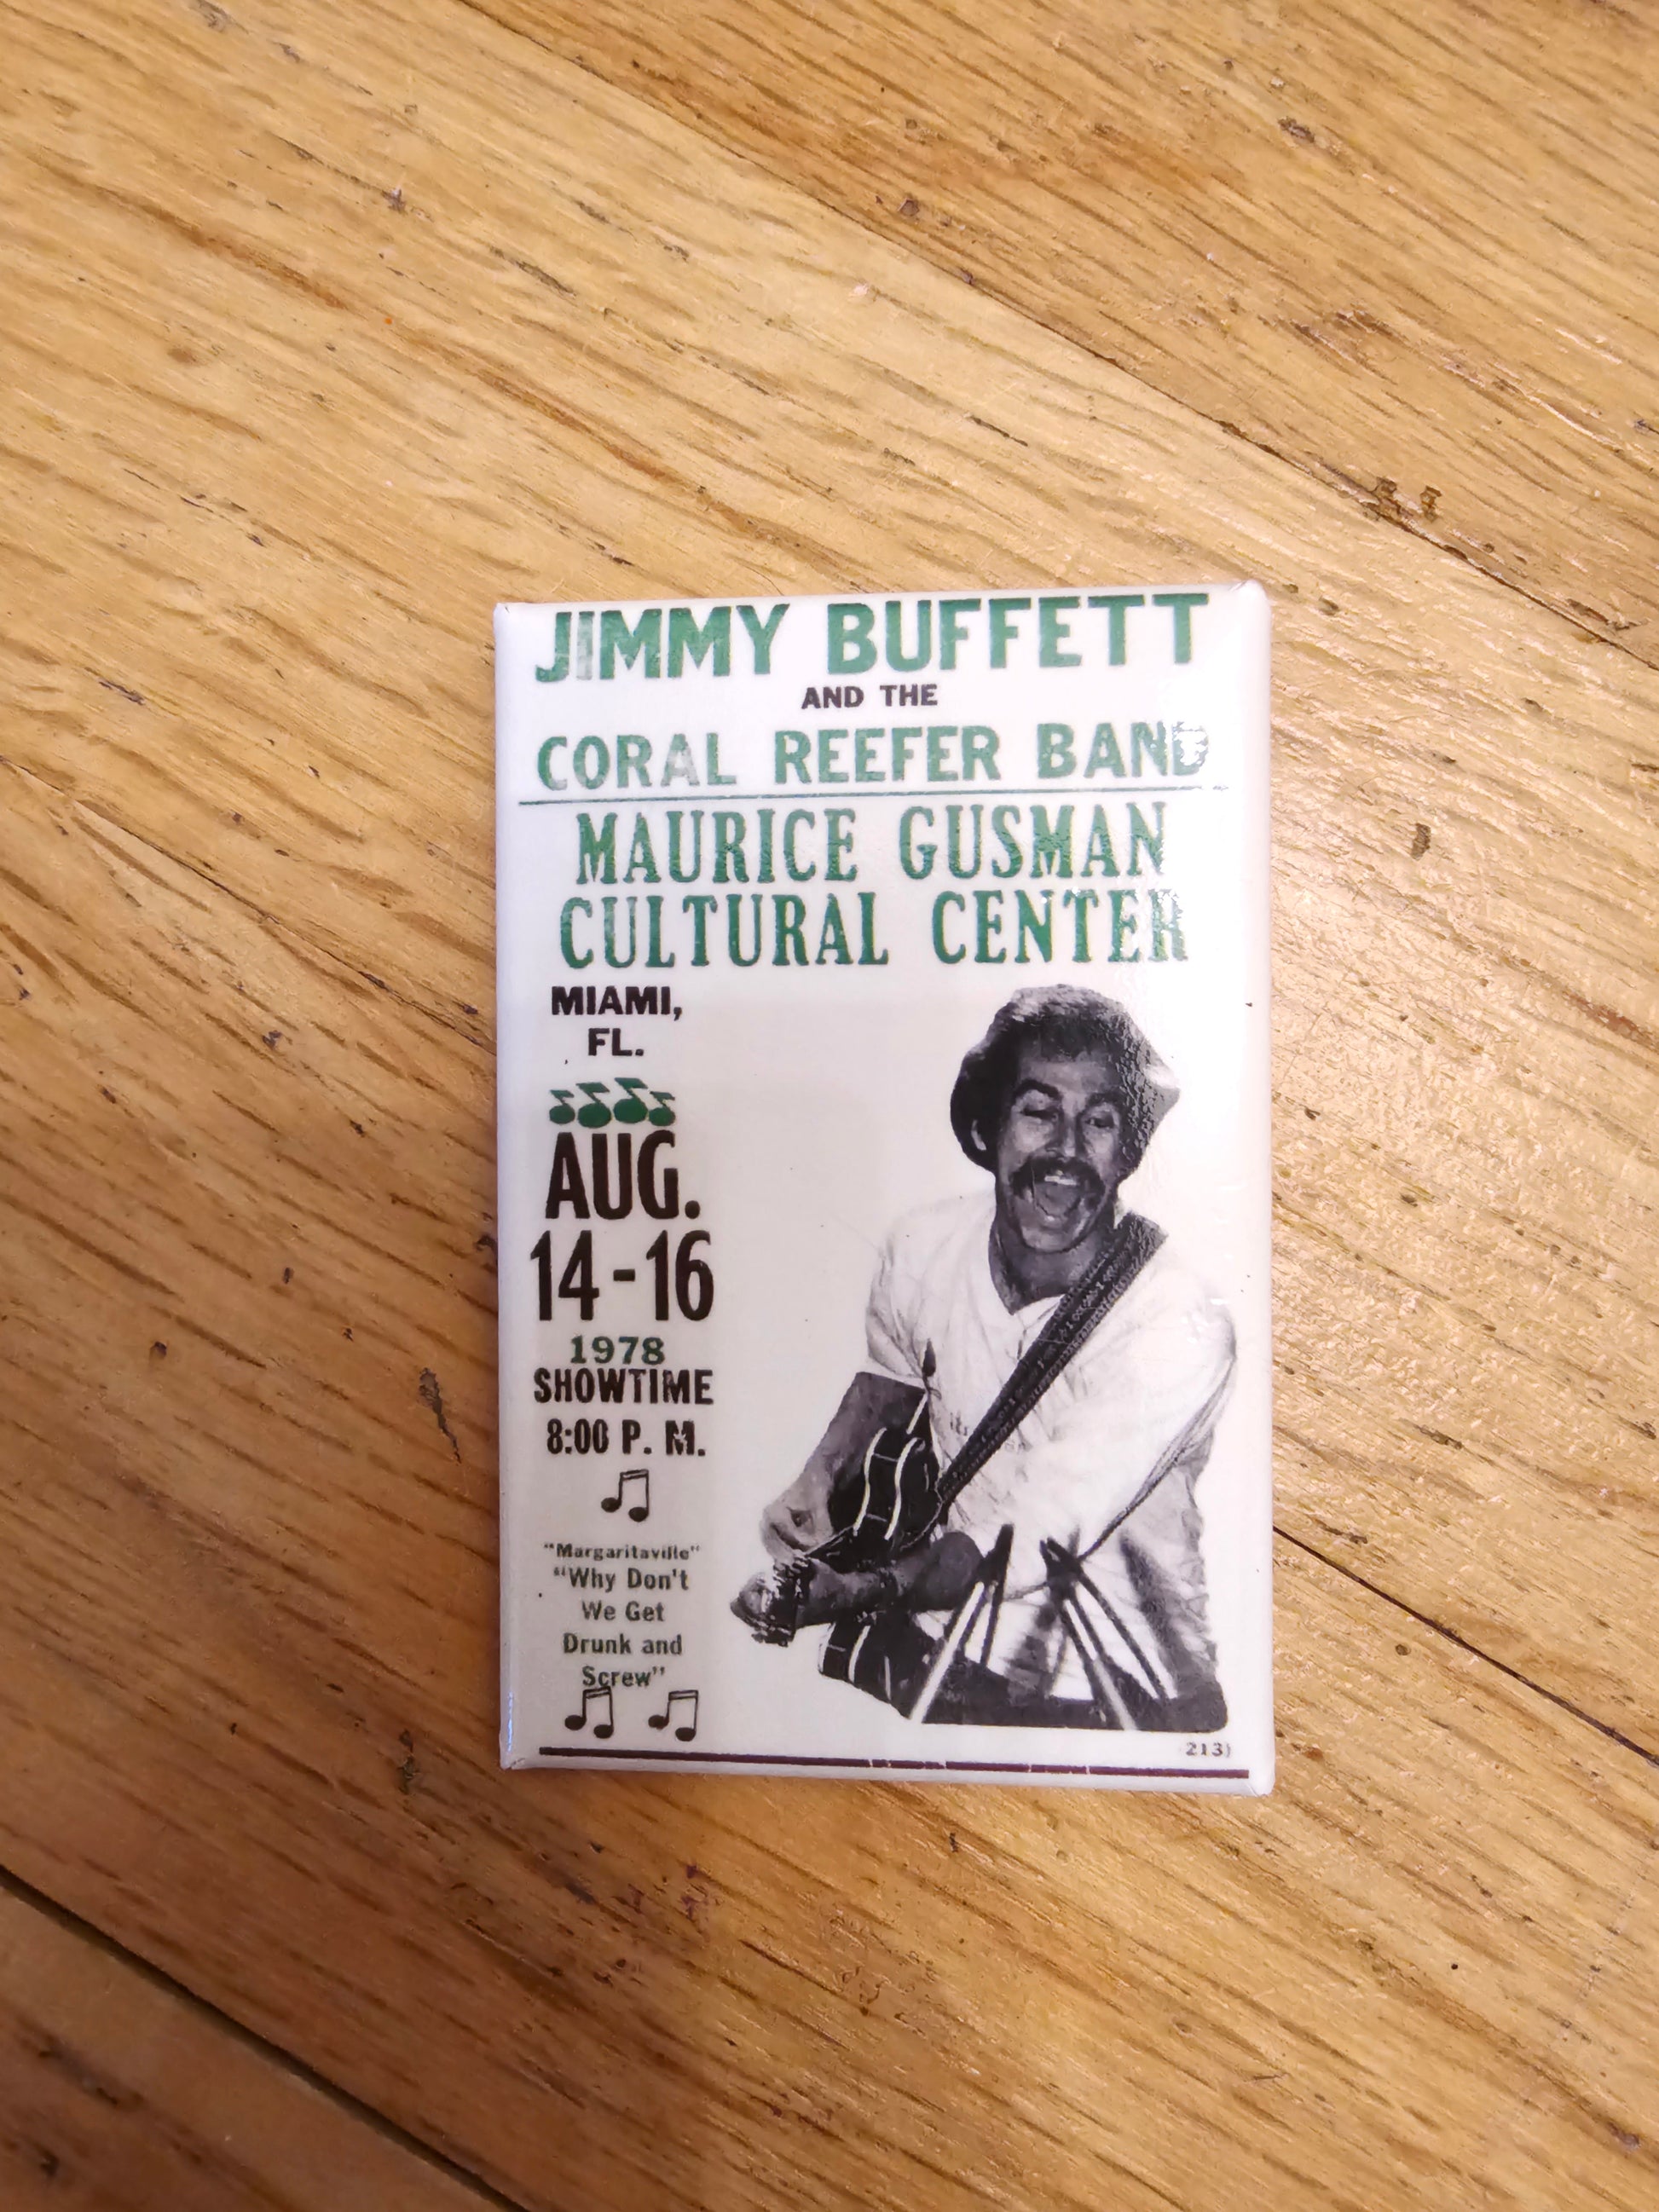 JIMMY BUFFETT
AND THE
CORAL REEFER BAND
MAURICE GUSMAN
CULTURAL CENTER
MIAMI,
FL.
AUG.
14-16
1978
SHOWTIME
8:00 P. M.
"Margaritaville"
"Why Don't
We Get
Drunk and
Screw"
213)